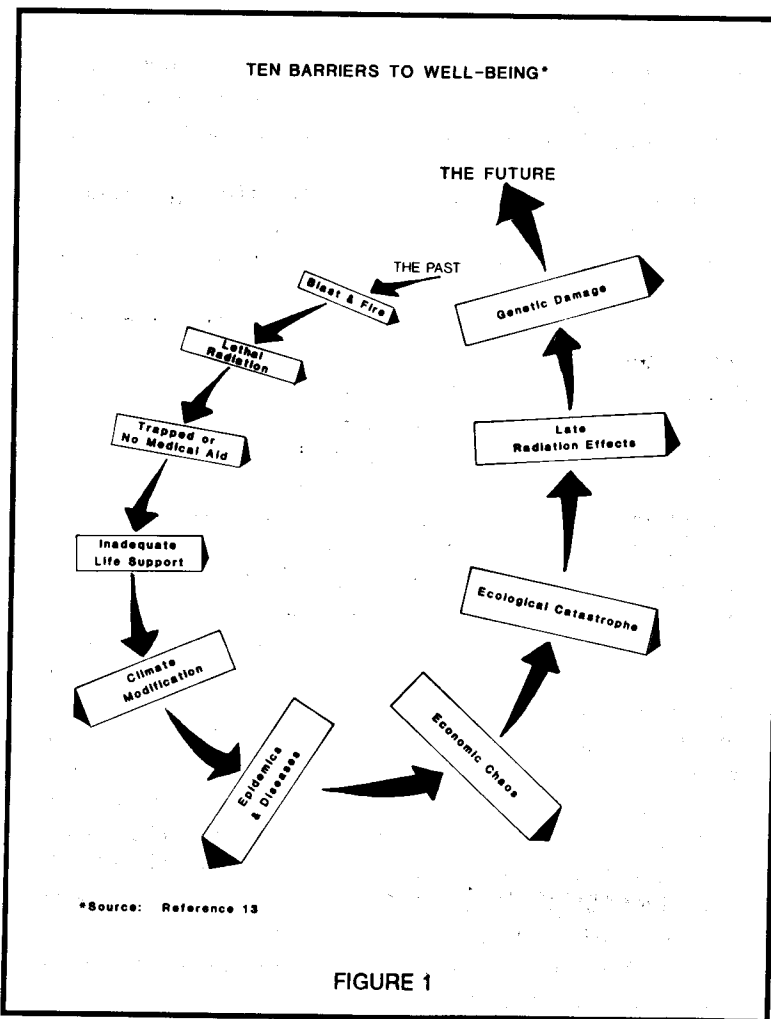 TEN BARRIERS TO WELL-BEING*
THE FUTURE
THE PAST
Blast & Fire
Lethal
Radiation
Trapped or
No Medical Aid
Inadequate
Life Support
Climate
Modification
Epidemics
& Diseases
Economic Chaos
Ecological Catastrophe
Late
Radiation Effects
Genetic Damage
*Source: Reference 13
FIGURE 1